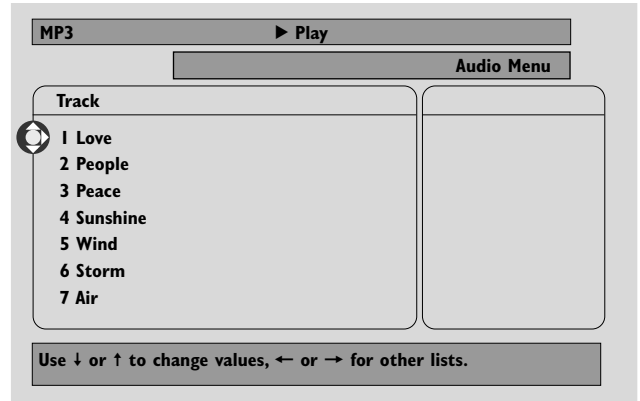 MP3 ▶ Play
Audio Menu
Track
1 Love
2 People
3 Peace
4 Sunshine
5 Wind
6 Storm
7 Air
Use ↓ or ↑ to change values, ← or → for other lists.